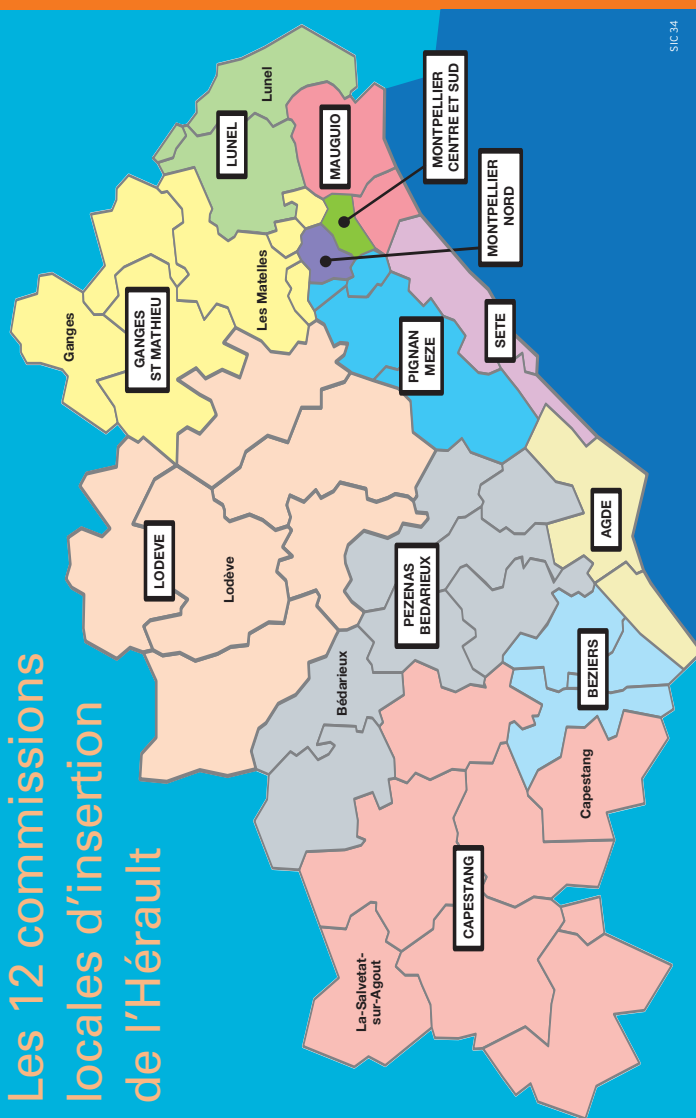 Les 12 commissions
locales d'insertion
de l'Hérault
Ganges
GANGES
ST MATHIEU
LODEVE
Lodève
Les Matelles
LUNEL
Lunel
MAUGUIO
MONTPELLIER
CENTRE ET SUD
MONTPELLIER
NORD
PIGNAN
MEZE
SETE
Bédarieux
PEZENAS
BEDARIEUX
AGDE
BEZIERS
Capestang
CAPESTANG
La-Salvetat-
sur-Agout
SIC 34